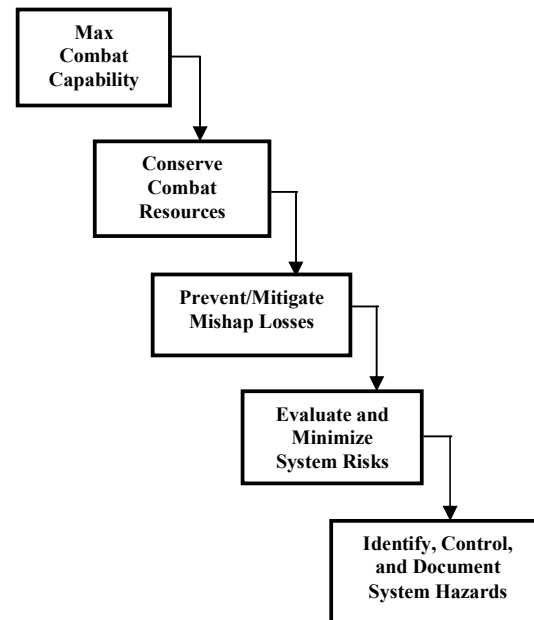 Max
Combat
Capability
Conserve
Combat
Resources
Prevent/Mitigate
Mishap Losses
Evaluate and
Minimize
System Risks
Identify, Control,
and Document
System Hazards